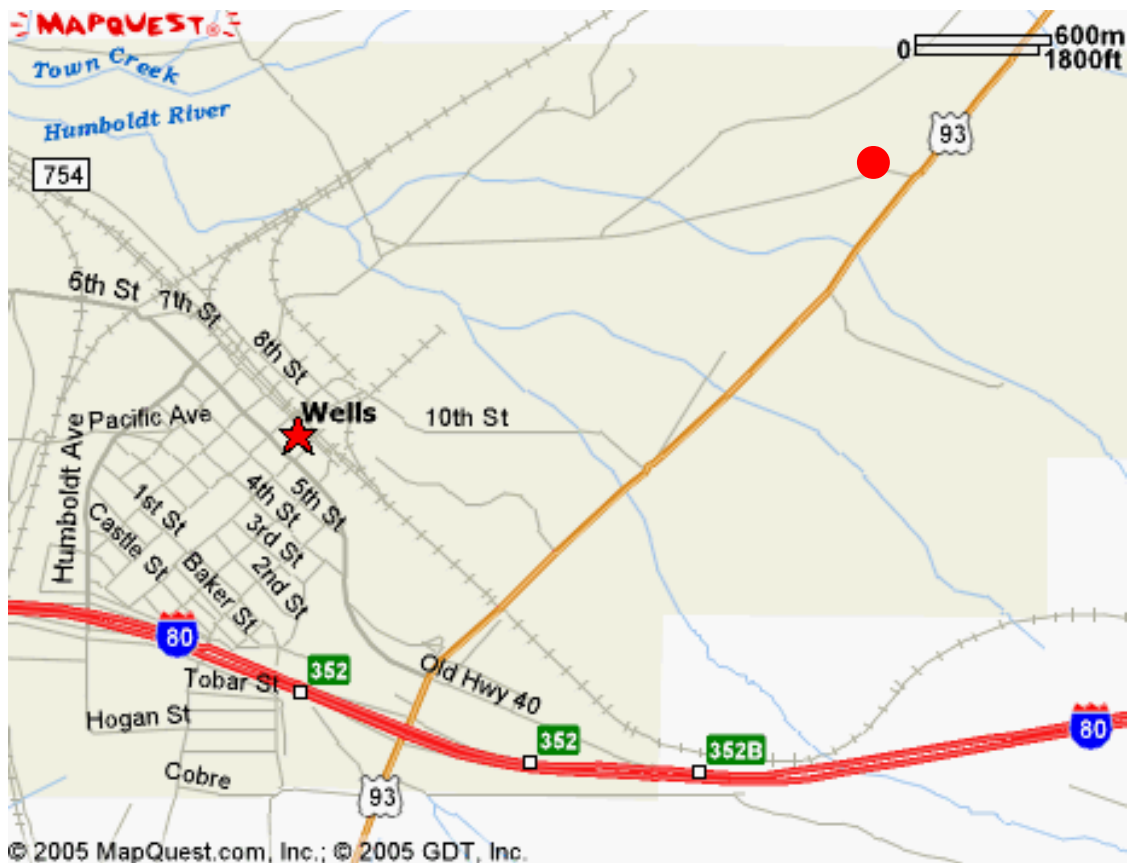 MAPQUEST®
600m
0
1800ft
Town Creek
Humboldt River
93
754
6th St
7th St
8th St
Wells
Pacific Ave
10th St
Humboldt Ave
5th St
4th St
1st St
3rd St
Castle St
2nd St
Baker St
80
352
Old Hwy 40
Tobar St
Hogan St
352
352B
80
Cobre
93
© 2005 MapQuest.com, Inc.; © 2005 GDT, Inc.